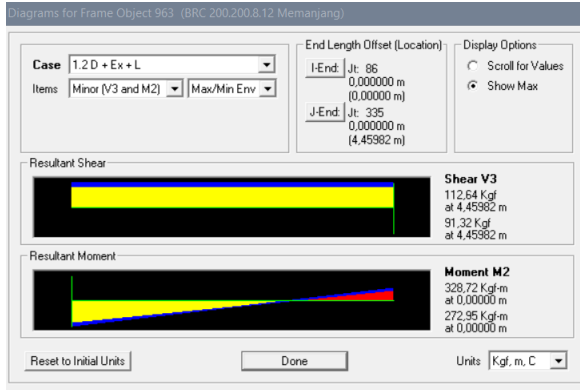 Diagrams for Frame Object 963 (BRC 200.200.8.12 Memanjang)
Case 1.2 D + Ex + L
Items Minor (V3 and M2) Max/Min Env
End Length Offset (Location)
I-End: Jt: 86
0,000000 m
(0,00000 m)
J-End: Jt: 335
0,000000 m
(4,45982 m)
Display Options
Scroll for Values
Show Max
Resultant Shear
Shear V3
112,64 Kgf
at 4,45982 m
91,32 Kgf
at 4,45982 m
Resultant Moment
Moment M2
328,72 Kgf-m
at 0,00000 m
272,95 Kgf-m
at 0,00000 m
Reset to Initial Units
Done
Units Kgf, m, C